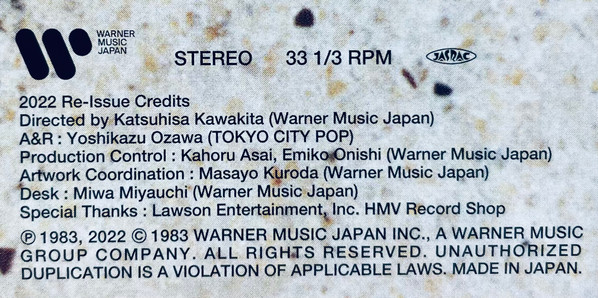 WARNER
MUSIC
JAPAN
STEREO 33 1/3 RPM JASRAC
2022 Re-Issue Credits
Directed by Katsuhisa Kawakita (Warner Music Japan)
A&R : Yoshikazu Ozawa (TOKYO CITY POP)
Production Control : Kahoru Asai, Emiko Onishi (Warner Music Japan)
Artwork Coordination : Masayo Kuroda (Warner Music Japan)
Desk : Miwa Miyauchi (Warner Music Japan)
Special Thanks : Lawson Entertainment, Inc. HMV Record Shop
℗ 1983, 2022 © 1983 WARNER MUSIC JAPAN INC., A WARNER MUSIC
GROUP COMPANY. ALL RIGHTS RESERVED. UNAUTHORIZED
DUPLICATION IS A VIOLATION OF APPLICABLE LAWS. MADE IN JAPAN.